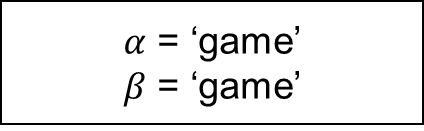 α = ‘game’
β = ‘game’